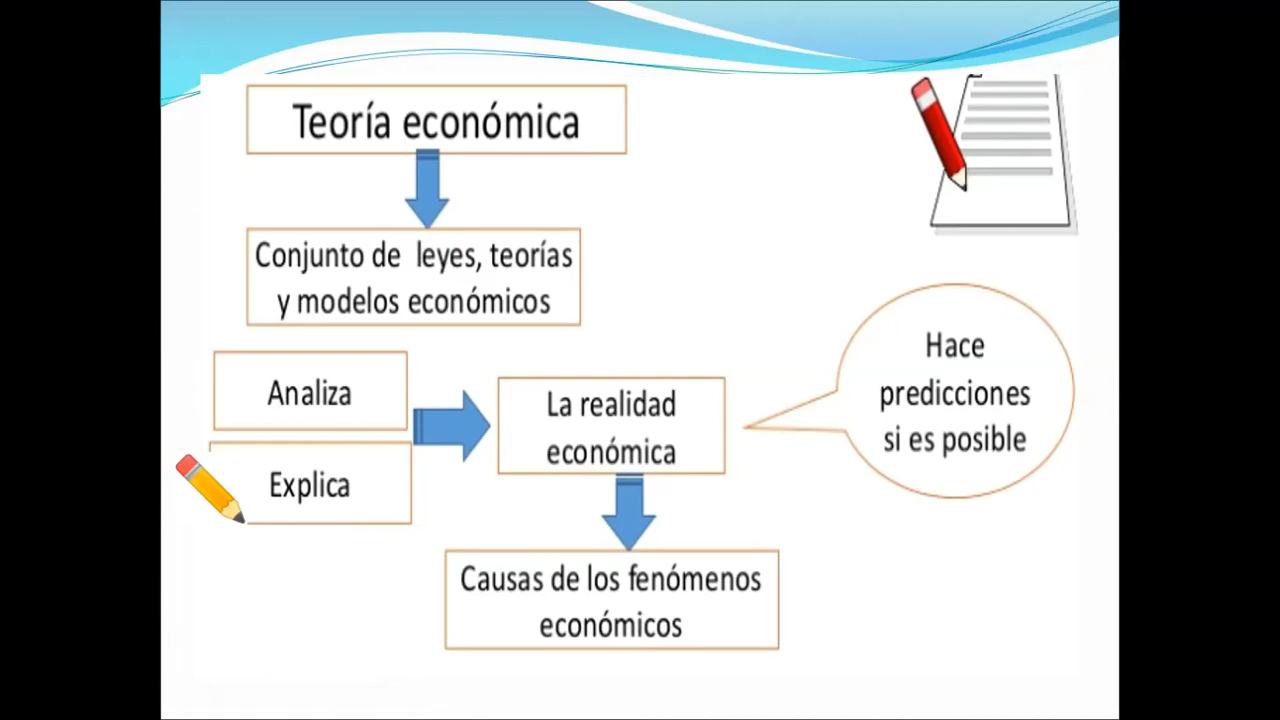 Teoría económica
Conjunto de leyes, teorías
y modelos económicos
Analiza
Explica
La realidad
económica
Hace
predicciones
si es posible
Causas de los fenómenos
económicos